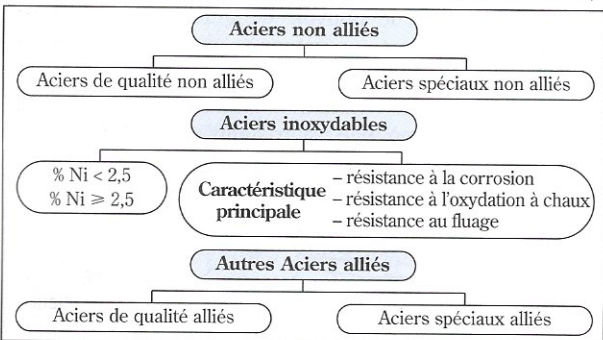 Aciers non alliés
Aciers de qualité non alliés
Aciers spéciaux non alliés
Aciers inoxydables
% Ni < 2,5
% Ni ⩾ 2,5
Caractéristique
principale
– résistance à la corrosion
– résistance à l'oxydation à chaux
– résistance au fluage
Autres Aciers alliés
Aciers de qualité alliés
Aciers spéciaux alliés